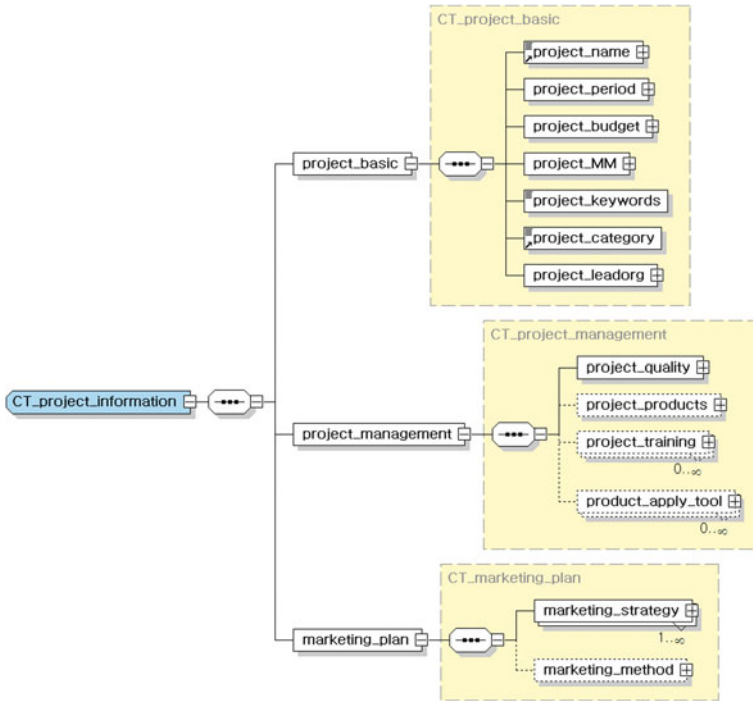 CT_project_basic
project_name
project_period
project_budget
project_basic
project_MM
project_keywords
project_category
project_leadorg
CT_project_management
project_quality
CT_project_information
project_products
project_management
project_training
0..∞
product_apply_tool
0..∞
CT_marketing_plan
marketing_strategy
marketing_plan
1..∞
marketing_method